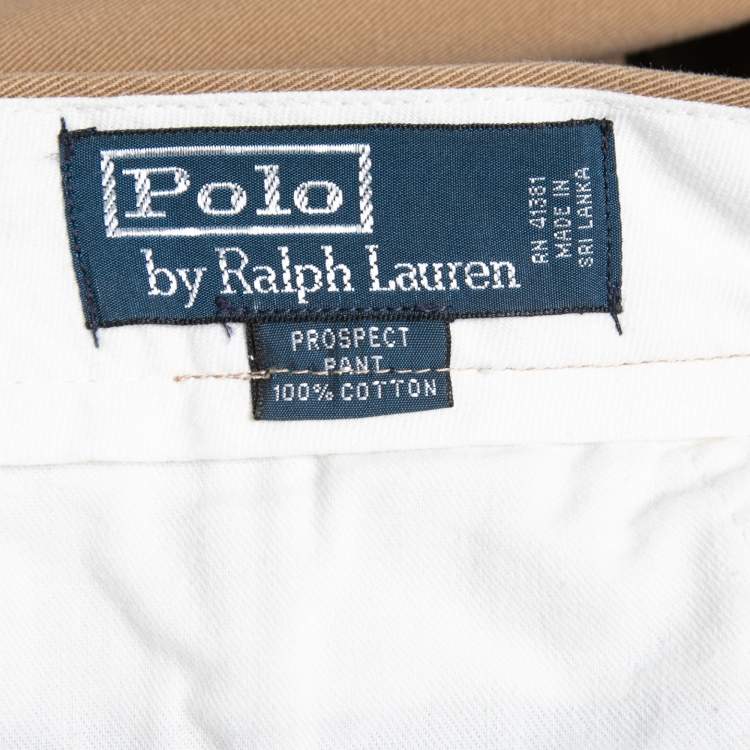 Polo
by Ralph Lauren
RN 41381
MADE IN
SRI LANKA
PROSPECT
PANT
100% COTTON